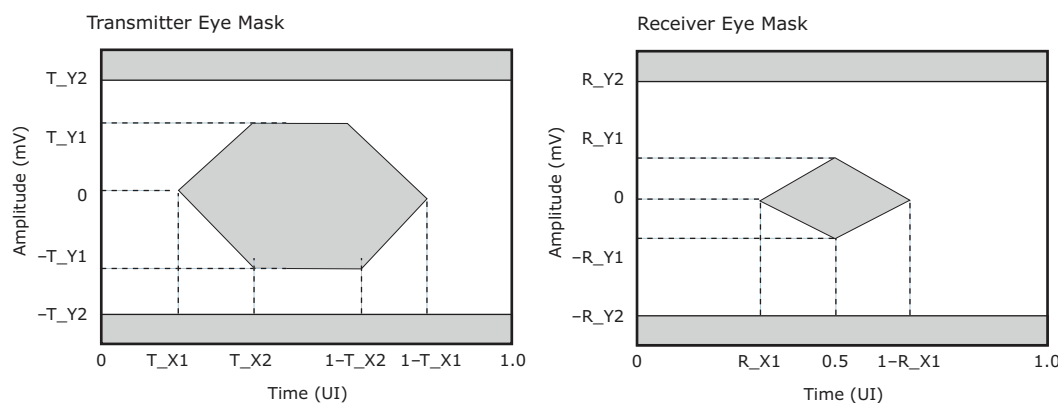 Transmitter Eye Mask
Amplitude (mV)
T_Y2
T_Y1
0
–T_Y1
–T_Y2
0 T_X1 T_X2 1–T_X2 1–T_X1 1.0
Time (UI)
Receiver Eye Mask
Amplitude (mV)
R_Y2
R_Y1
0
–R_Y1
–R_Y2
0 R_X1 0.5 1–R_X1 1.0
Time (UI)